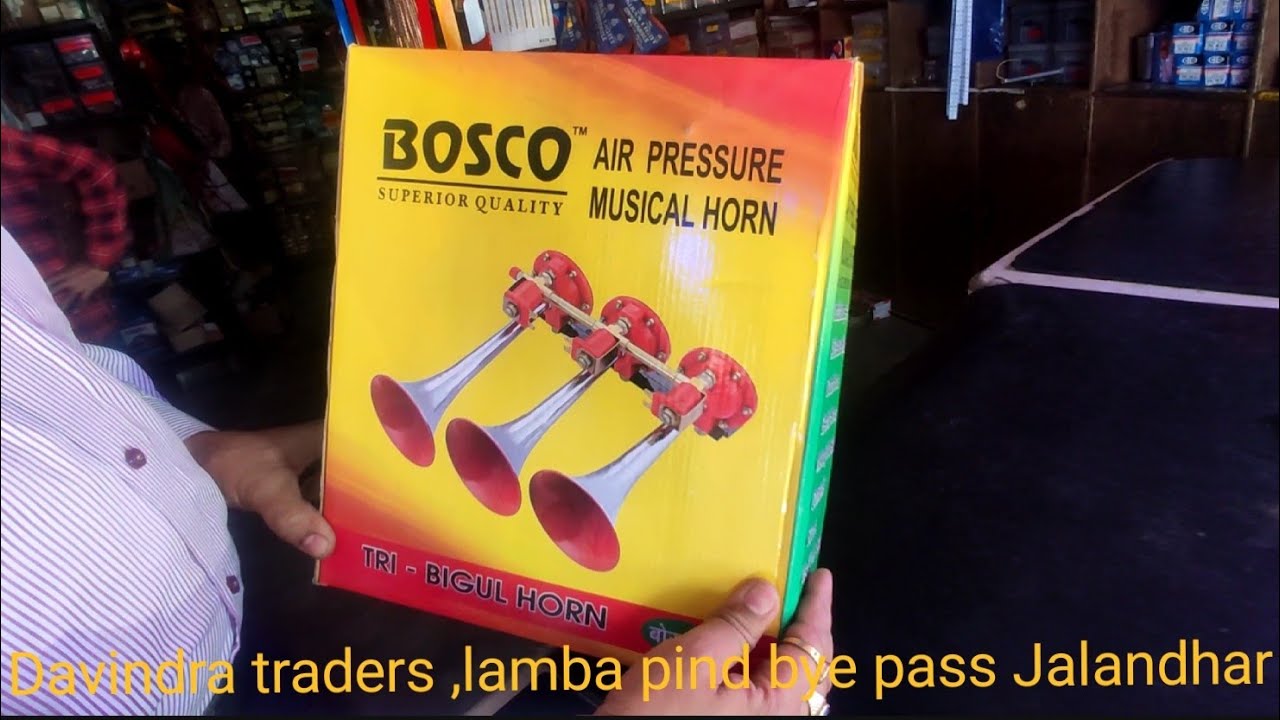 BOSCO™
SUPERIOR QUALITY
AIR PRESSURE
MUSICAL HORN
TRI - BIGUL HORN
Davindra traders ,lamba pind bye pass Jalandhar